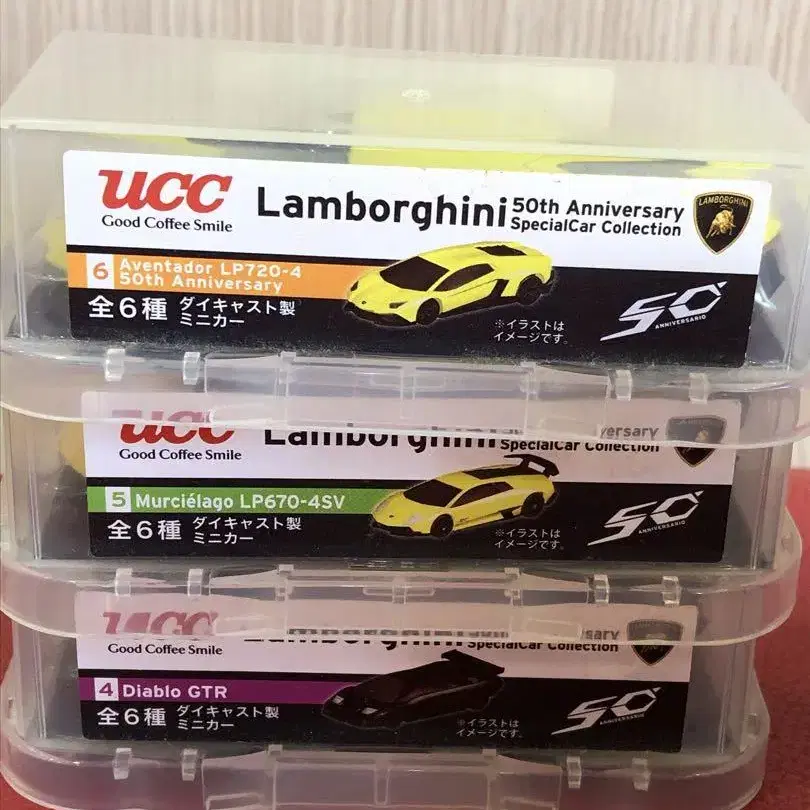 ucc
Good Coffee Smile
Lamborghini
50th Anniversary
SpecialCar Collection
LAMBORGHINI
6 Aventador LP720-4
50th Anniversary
全6種 ダイキャスト製
ミニカー
※イラストは
イメージです。
50
ANNIVERSARIO
ucc
Good Coffee Smile
Lamborghini
SpecialCar Collection
5 Murciélago LP670-4SV
全6種 ダイキャスト製
ミニカー
※イラストは
イメージです。
50
ANNIVERSARIO
ucc
Good Coffee Smile
Lamborghini
SpecialCar Collection
4 Diablo GTR
全6種 ダイキャスト製
ミニカー
※イラストは
イメージです。
50
ANNIVERSARIO